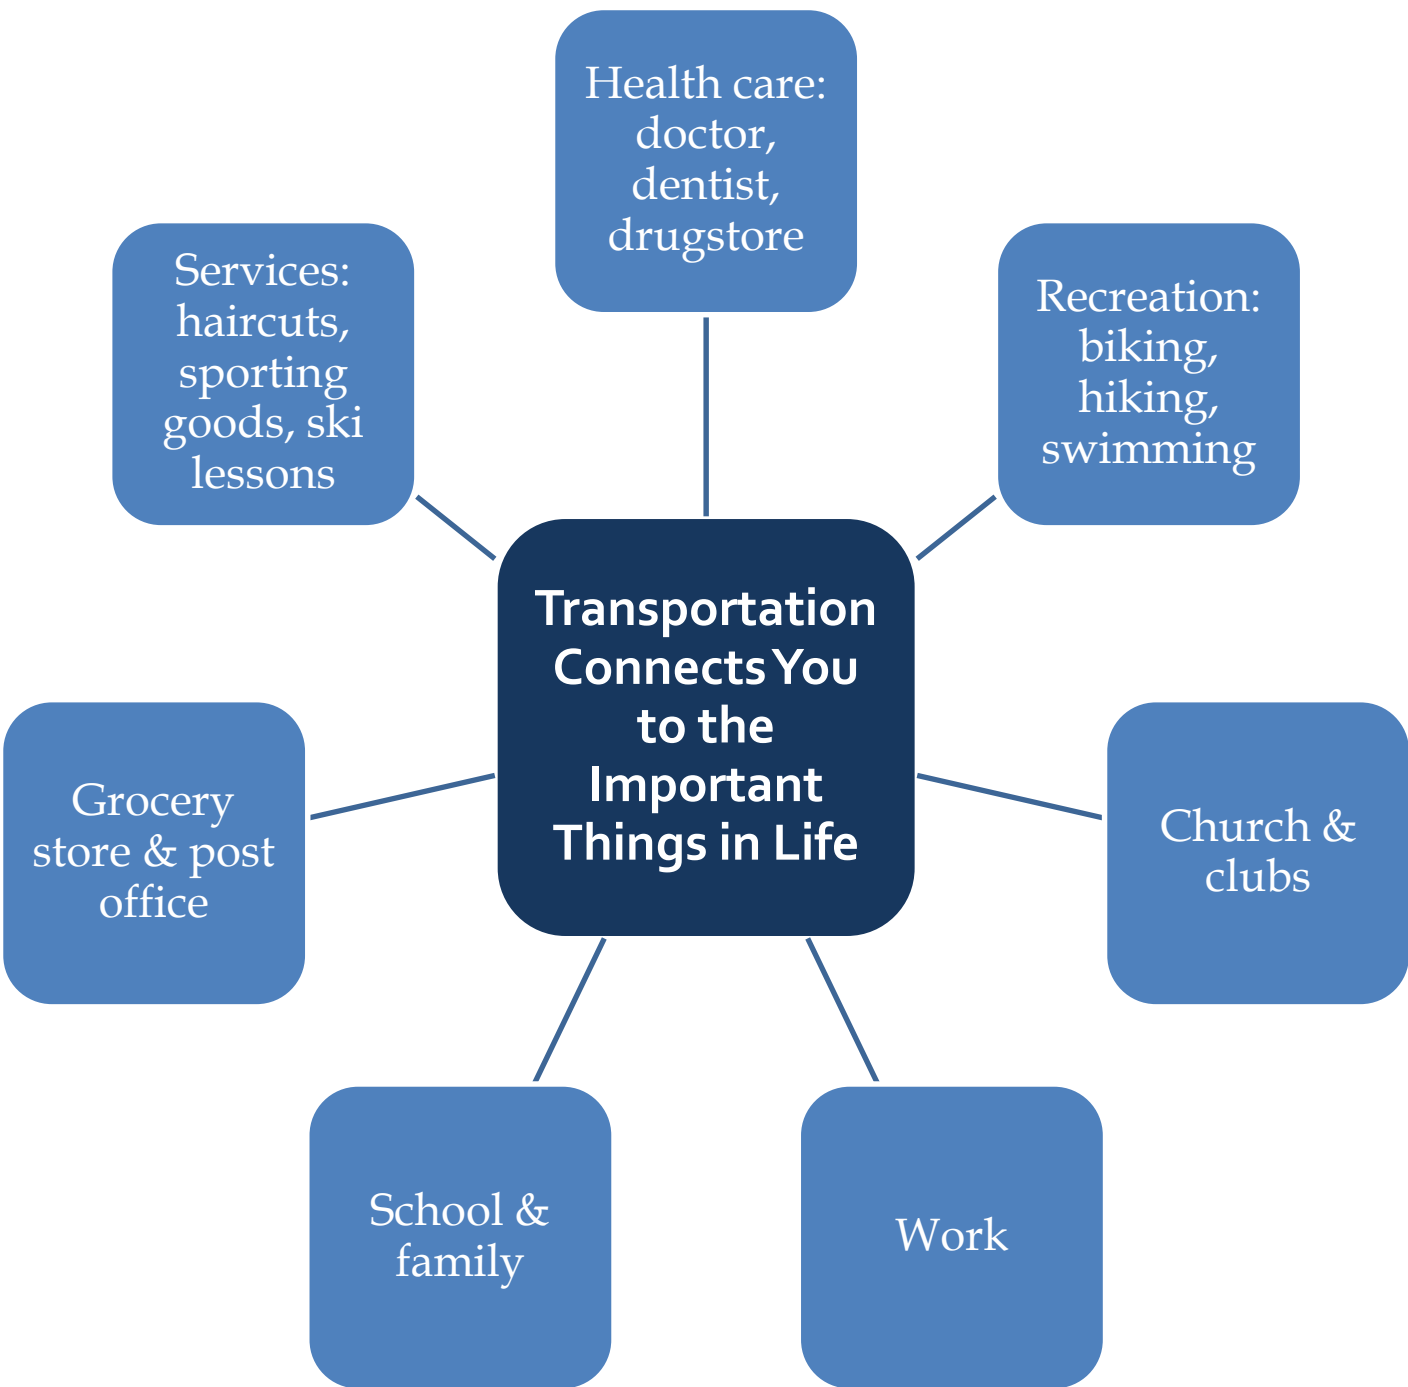 Health care:
doctor,
dentist,
drugstore
Services:
haircuts,
sporting
goods, ski
lessons
Recreation:
biking,
hiking,
swimming
Transportation
Connects You
to the
Important
Things in Life
Grocery
store & post
office
Church &
clubs
School &
family
Work